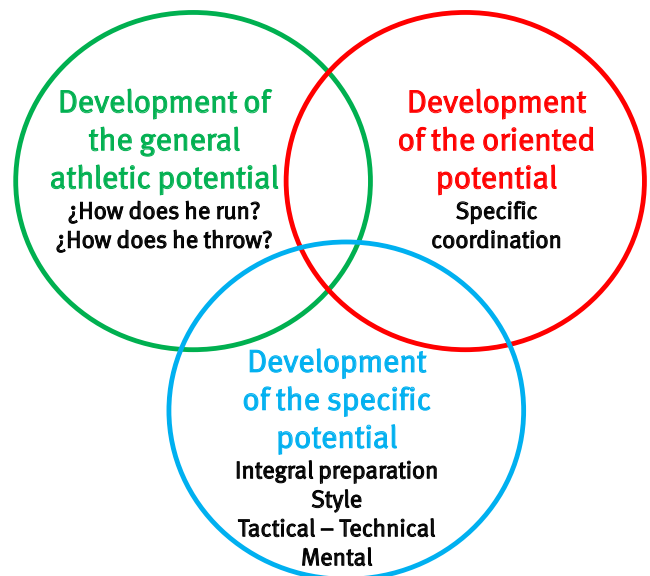 Development of
the general
athletic potential
¿How does he run?
¿How does he throw?
Development
of the oriented
potential
Specific
coordination
Development
of the specific
potential
Integral preparation
Style
Tactical – Technical
Mental